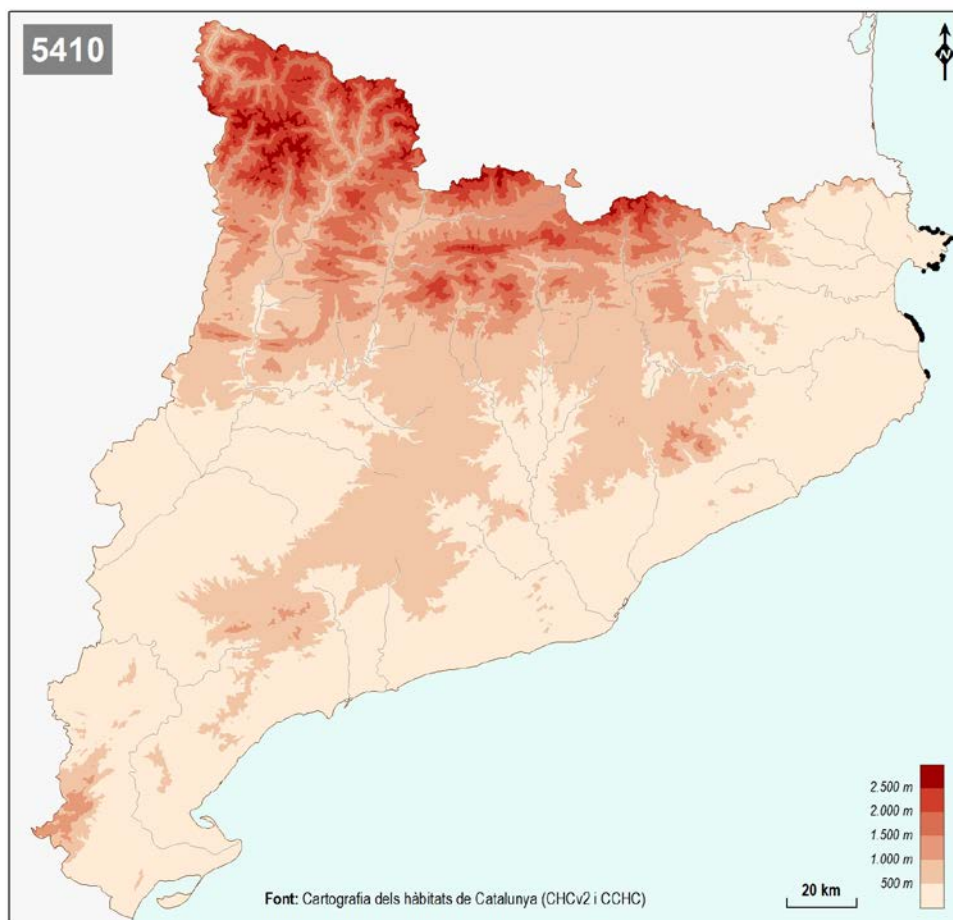 5410
N
2.500 m
2.000 m
1.500 m
1.000 m
500 m
Font: Cartografia dels hàbitats de Catalunya (CHCv2 i CCHC)
20 km